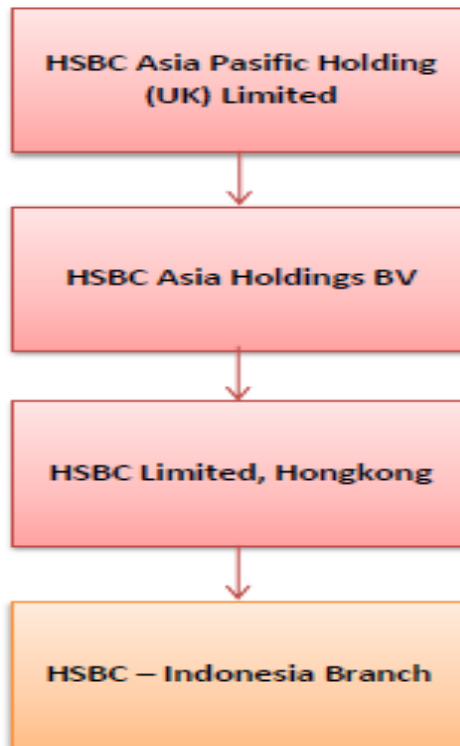 HSBC Asia Pasific Holding
(UK) Limited
HSBC Asia Holdings BV
HSBC Limited, Hongkong
HSBC – Indonesia Branch